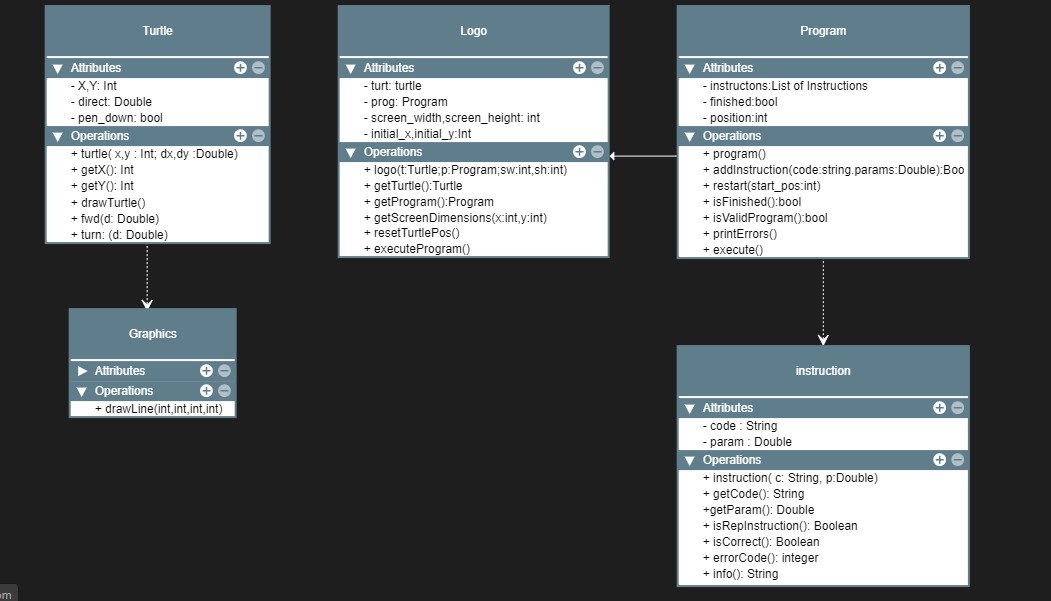 Turtle
Attributes
- X,Y: Int
- direct: Double
- pen_down: bool
Operations
+ turtle( x,y : Int; dx,dy :Double)
+ getX(): Int
+ getY(): Int
+ drawTurtle()
+ fwd(d: Double)
+ turn: (d: Double)
Graphics
Attributes
Operations
+ drawLine(int,int,int,int)
Logo
Attributes
- turt: turtle
- prog: Program
- screen_width,screen_height: int
- initial_x,initial_y:Int
Operations
+ logo(t:Turtle;p:Program;sw:int,sh:int)
+ getTurtle():Turtle
+ getProgram():Program
+ getScreenDimensions(x:int,y:int)
+ resetTurtlePos()
+ executeProgram()
Program
Attributes
- instructons:List of Instructions
- finished:bool
- position:int
Operations
+ program()
+ addInstruction(code:string.params:Double):Boo
+ restart(start_pos:int)
+ isFinished():bool
+ isValidProgram():bool
+ printErrors()
+ execute()
instruction
Attributes
- code : String
- param : Double
Operations
+ instruction( c: String, p:Double)
+ getCode(): String
+getParam(): Double
+ isRepInstruction(): Boolean
+ isCorrect(): Boolean
+ errorCode(): integer
+ info(): String
om